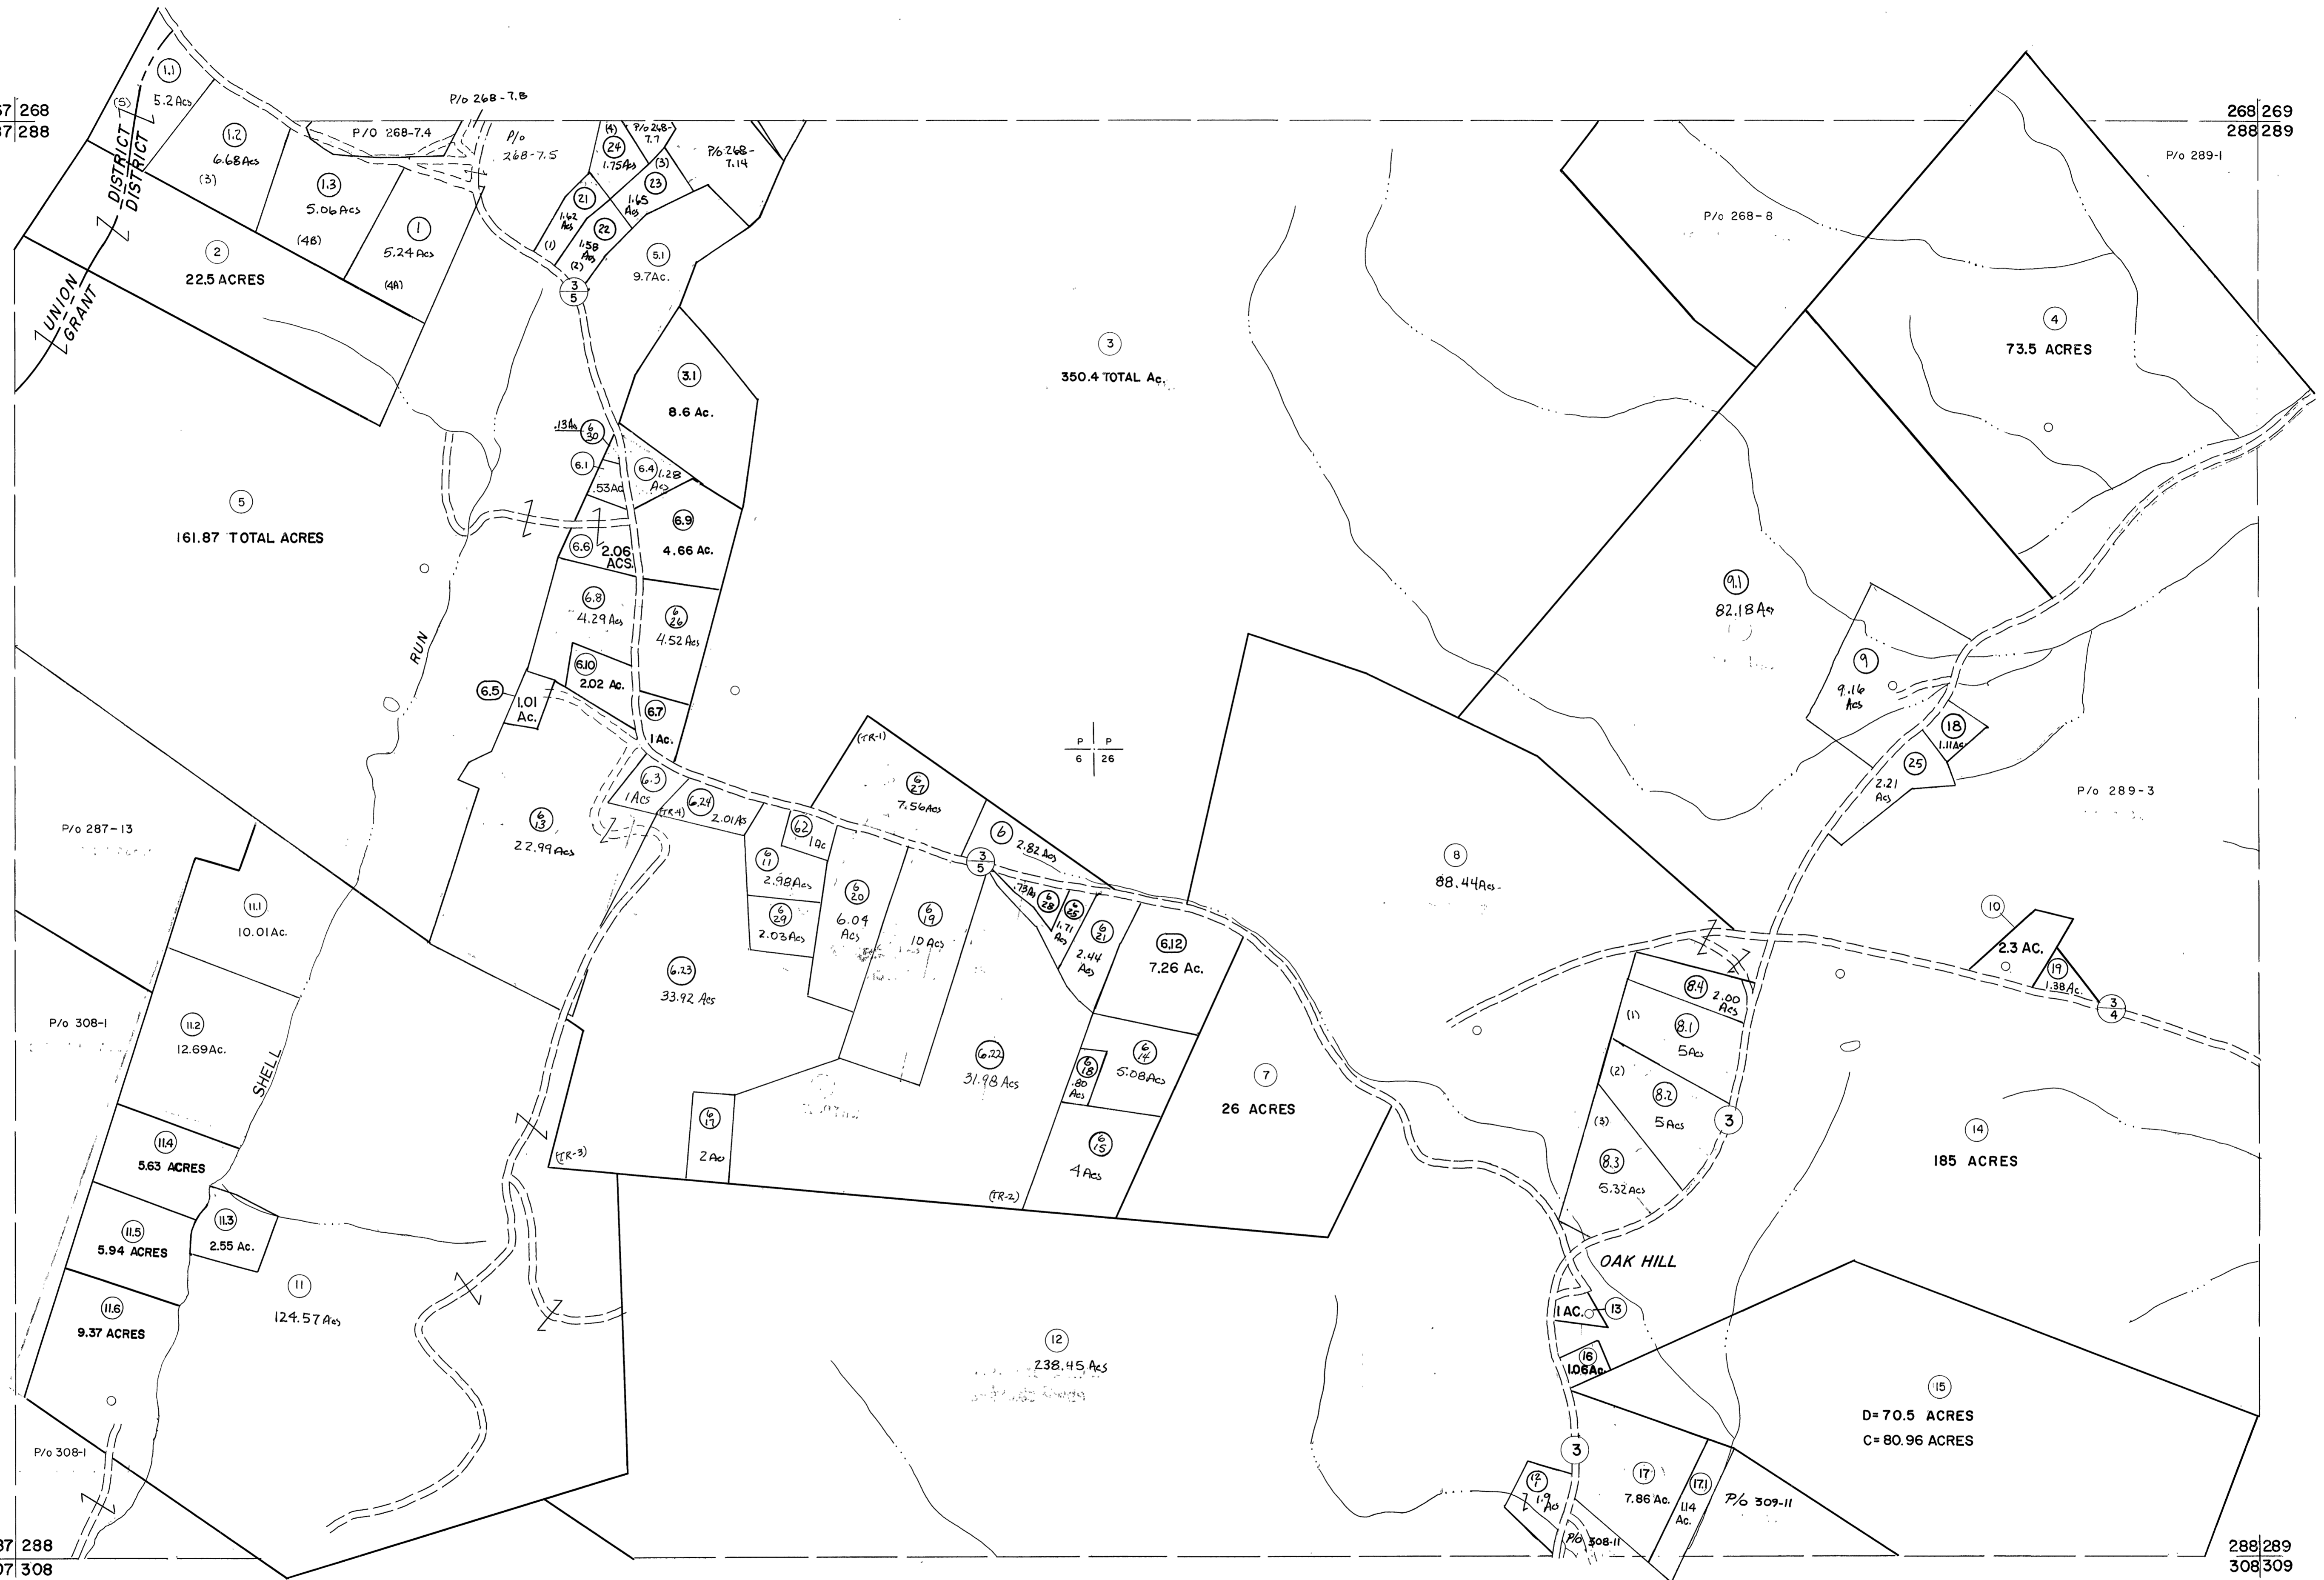 67 268
87 288
268 269
288 289
P/o 268-7.B
P/O 268-7.4
P/o
268-7.5
P/o 268-
7.7
P/o 268-
7.14
P/o 268-8
P/o 289-1
1.1
5.2 Acs
(5)
DISTRICT
DISTRICT
UNION
GRANT
1.2
6.68 Acs
(3)
1.3
5.06 Acs
(4B)
1
5.24 Acs
(4A)
2
22.5 ACRES
(4)
24
1.75 Acs
(3)
23
1.65
Acs
21
1.62
Acs
(1)
22
1.58
Acs
(2)
5.1
9.7 Ac.
3
5
3
350.4 TOTAL Ac.
4
73.5 ACRES
3.1
8.6 Ac.
.13 Acs
6
30
6.1
.53 Ac
6.4
1.28
Acs
5
161.87 TOTAL ACRES
6.6
2.06
ACS.
6.9
4.66 Ac.
6.8
4.29 Acs
6
26
4.52 Acs
6.10
2.02 Ac.
6.5
1.01
Ac.
6.7
1 Ac.
RUN
9.1
82.18 Acs
9
9.16
Acs
18
1.11 Ac
25
2.21
Acs
P/o 289-3
P P
6 26
(TR-1)
6
27
7.56 Acs
6.3
1 Acs
6.24
2.01 As
(TR-4)
62
1 Ac
6
2.82 Acs
3
5
P/o 287-13
6
13
22.99 Acs
6
11
2.98 Acs
6
29
2.03 Acs
6
20
6.04
Acs
6
19
10 Acs
.73 As
6
28
6
25
1.71
Acs
6
21
2.44
Acs
6.12
7.26 Ac.
8
88.44 Acs
11.1
10.01 Ac.
10
2.3 AC.
19
1.38 Ac.
3
4
6.23
33.92 Acs
8.4
2.00
Acs
(1)
8.1
5 Acs
(2)
8.2
5 Acs
(3)
8.3
5.32 Acs
3
P/o 308-1
11.2
12.69 Ac.
SHELL
6.22
31.98 Acs
6
18
.80
Acs
6
14
5.08 Acs
7
26 ACRES
14
185 ACRES
11.4
5.63 ACRES
6
17
2 Ac
(TR-3)
(TR-2)
6
15
4 Acs
11.5
5.94 ACRES
11.3
2.55 Ac.
OAK HILL
11
124.57 Acs
11.6
9.37 ACRES
12
238.45 Acs
1 AC.
13
16
1.06 Ac.
15
D= 70.5 ACRES
C= 80.96 ACRES
P/o 308-1
3
12
1
1.9
Acs
17
7.86 Ac.
17.1
1.14
Ac.
P/o 309-11
P/o 308-11
87 288
07 308
288 289
308 309